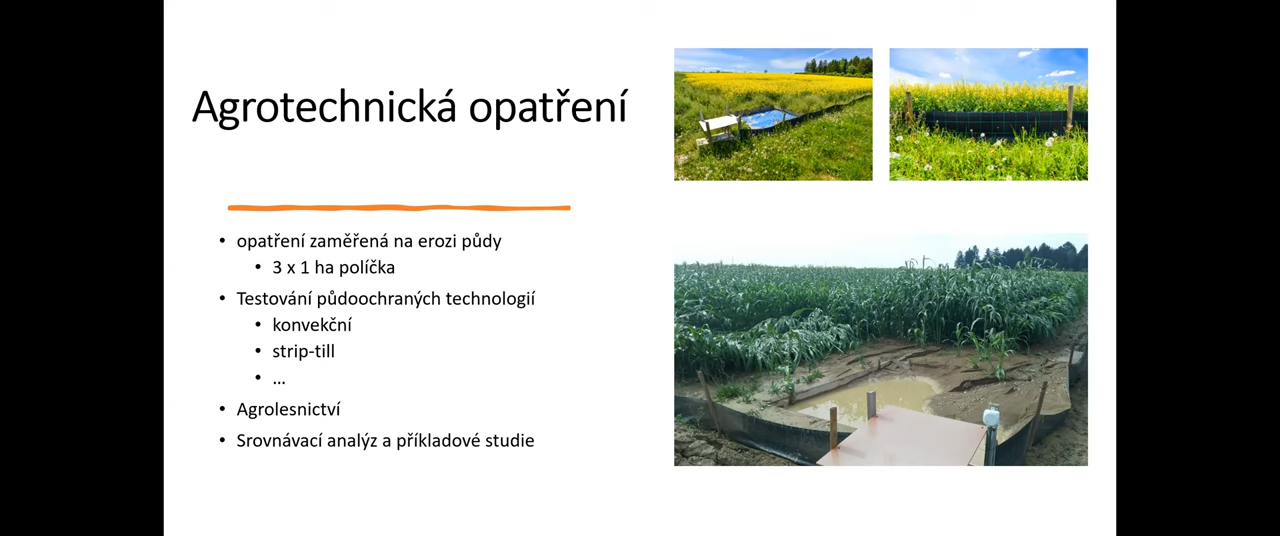 Agrotechnická opatření
• opatření zaměřená na erozi půdy
• 3 x 1 ha políčka
• Testování půdoochraných technologií
• konvekční
• strip-till
• ...
• Agrolesnictví
• Srovnávací analýz a příkladové studie